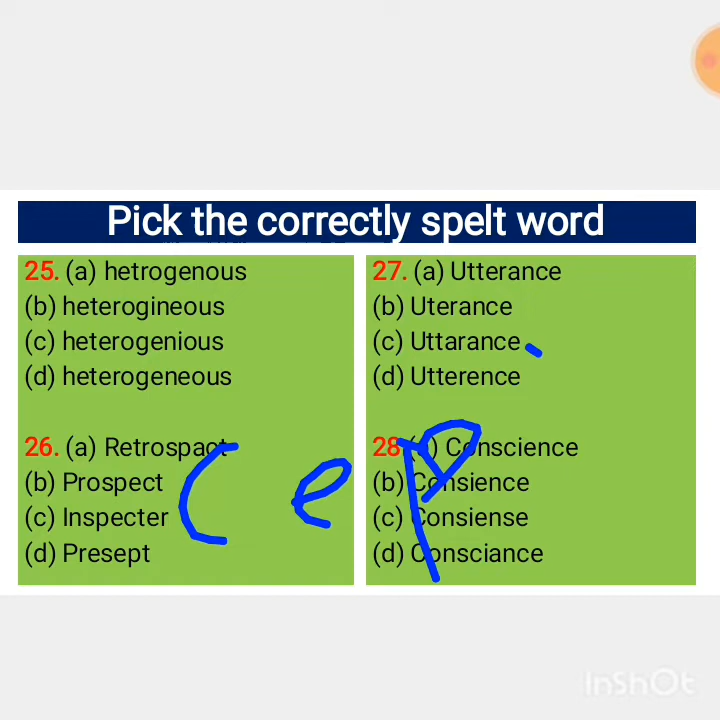 Pick the correctly spelt word
25. (a) hetrogenous
(b) heterogineous
(c) heterogenious
(d) heterogeneous
26. (a) Retrospact
(b) Prospect
(c) Inspecter
(d) Presept
27. (a) Utterance
(b) Uterance
(c) Uttarance
(d) Utterence
28. (a) Conscience
(b) Consience
(c) Consiense
(d) Consciance
C e P
InShOt